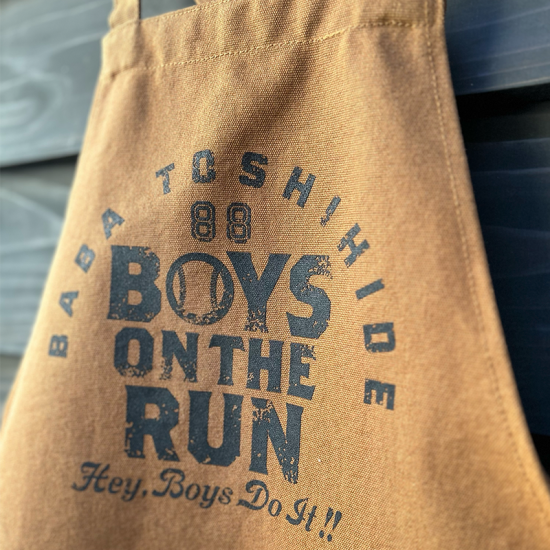 BABA TOSHIHIDE
88
BOYS
ON THE
RUN
Hey, Boys Do It!!